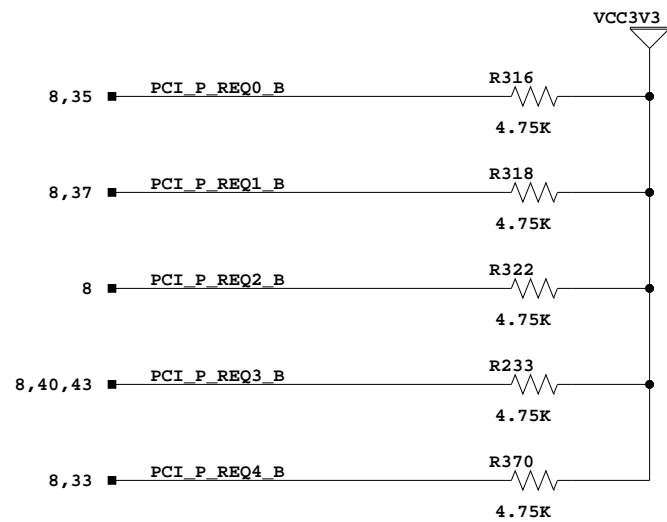 VCC3V3
8,35 PCI_P_REQ0_B R316
4.75K
8,37 PCI_P_REQ1_B R318
4.75K
8 PCI_P_REQ2_B R322
4.75K
8,40,43 PCI_P_REQ3_B R233
4.75K
8,33 PCI_P_REQ4_B R370
4.75K